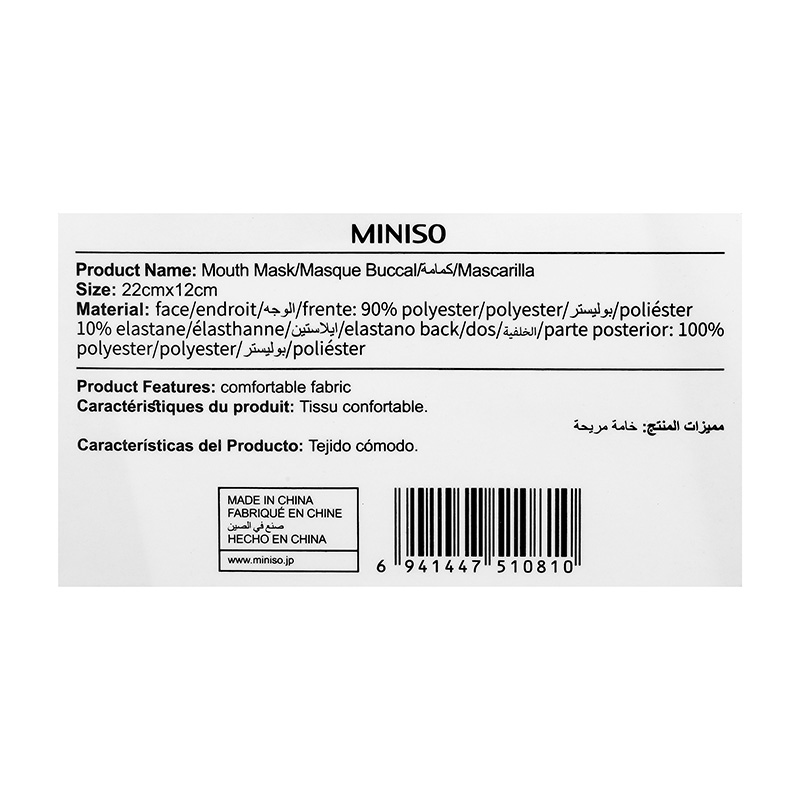 MINISO
Product Name: Mouth Mask/Masque Buccal/كمامة/Mascarilla
Size: 22cmx12cm
Material: face/endroit/الوجه/frente: 90% polyester/polyester/بوليستر/poliéster
10% elastane/élasthanne/إيلاستين/elastano back/dos/الخلفية/parte posterior: 100%
polyester/polyester/بوليستر/poliéster
Product Features: comfortable fabric
Caractéristiques du produit: Tissu confortable.
مميزات المنتج: خامة مريحة
Características del Producto: Tejido cómodo.
MADE IN CHINA
FABRIQUÉ EN CHINE
صنع في الصين
HECHO EN CHINA
www.miniso.jp
6 941447 510810